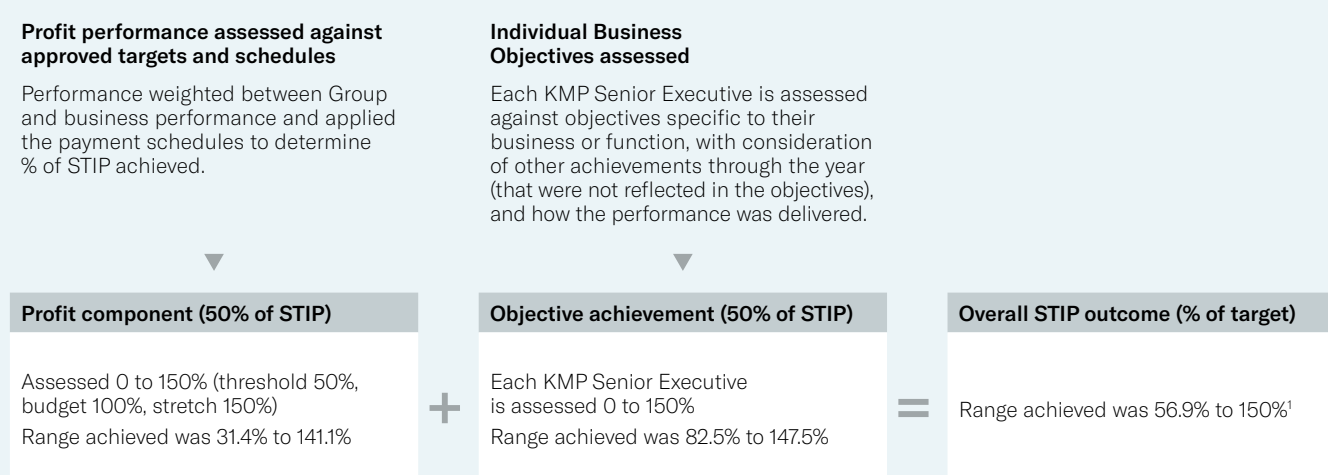 Profit performance assessed against
approved targets and schedules
Performance weighted between Group
and business performance and applied
the payment schedules to determine
% of STIP achieved.
Individual Business
Objectives assessed
Each KMP Senior Executive is assessed
against objectives specific to their
business or function, with consideration
of other achievements through the year
(that were not reflected in the objectives),
and how the performance was delivered.
Profit component (50% of STIP)
Assessed 0 to 150% (threshold 50%,
budget 100%, stretch 150%)
Range achieved was 31.4% to 141.1%
+
Objective achievement (50% of STIP)
Each KMP Senior Executive
is assessed 0 to 150%
Range achieved was 82.5% to 147.5%
=
Overall STIP outcome (% of target)
Range achieved was 56.9% to 150%¹